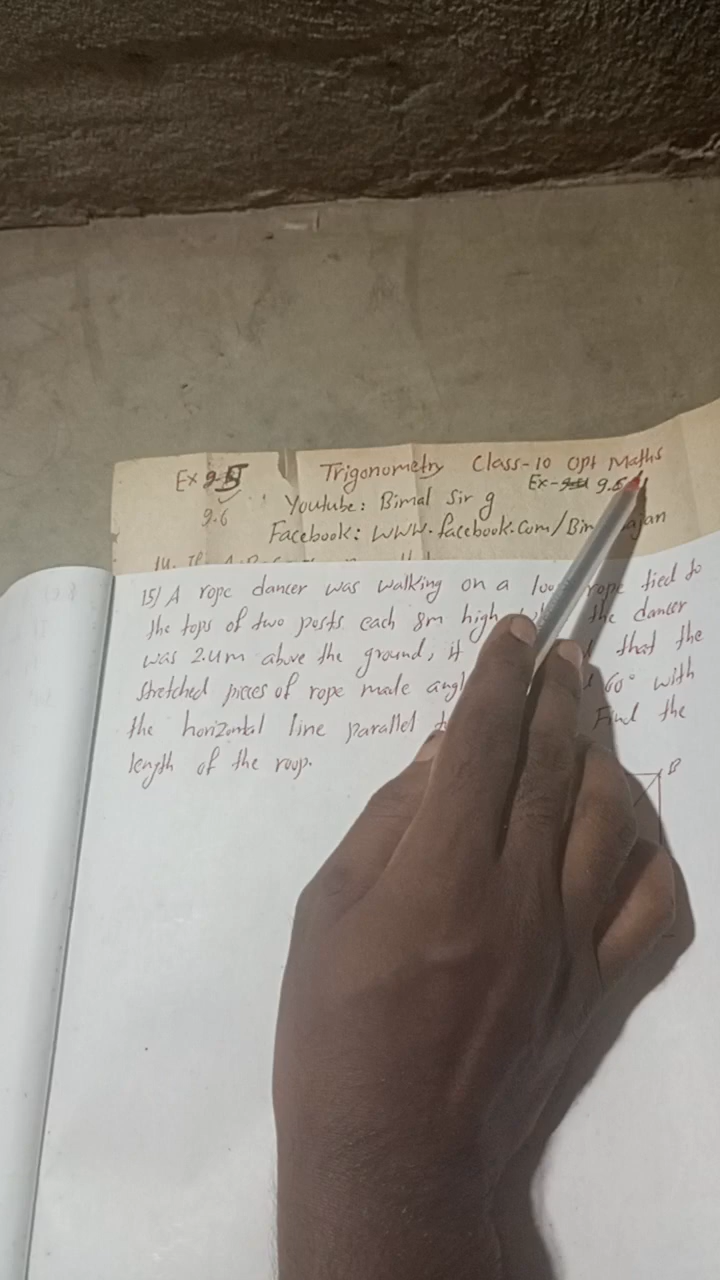 Ex 9.5
9.6
Trigonometry Class-10 Opt Maths
Ex- 9.6
Youtube: Bimal Sir g
Facebook: WWW.facebook.com/Bin ajan
15) A rope dancer was walking on a loo rope tied to
the tops of two posts each 8m high, the dancer
was 2.4m above the ground, it that the
stretched pieces of rope made angl 60° with
the horizontal line parallel Find the
length of the roop.
B